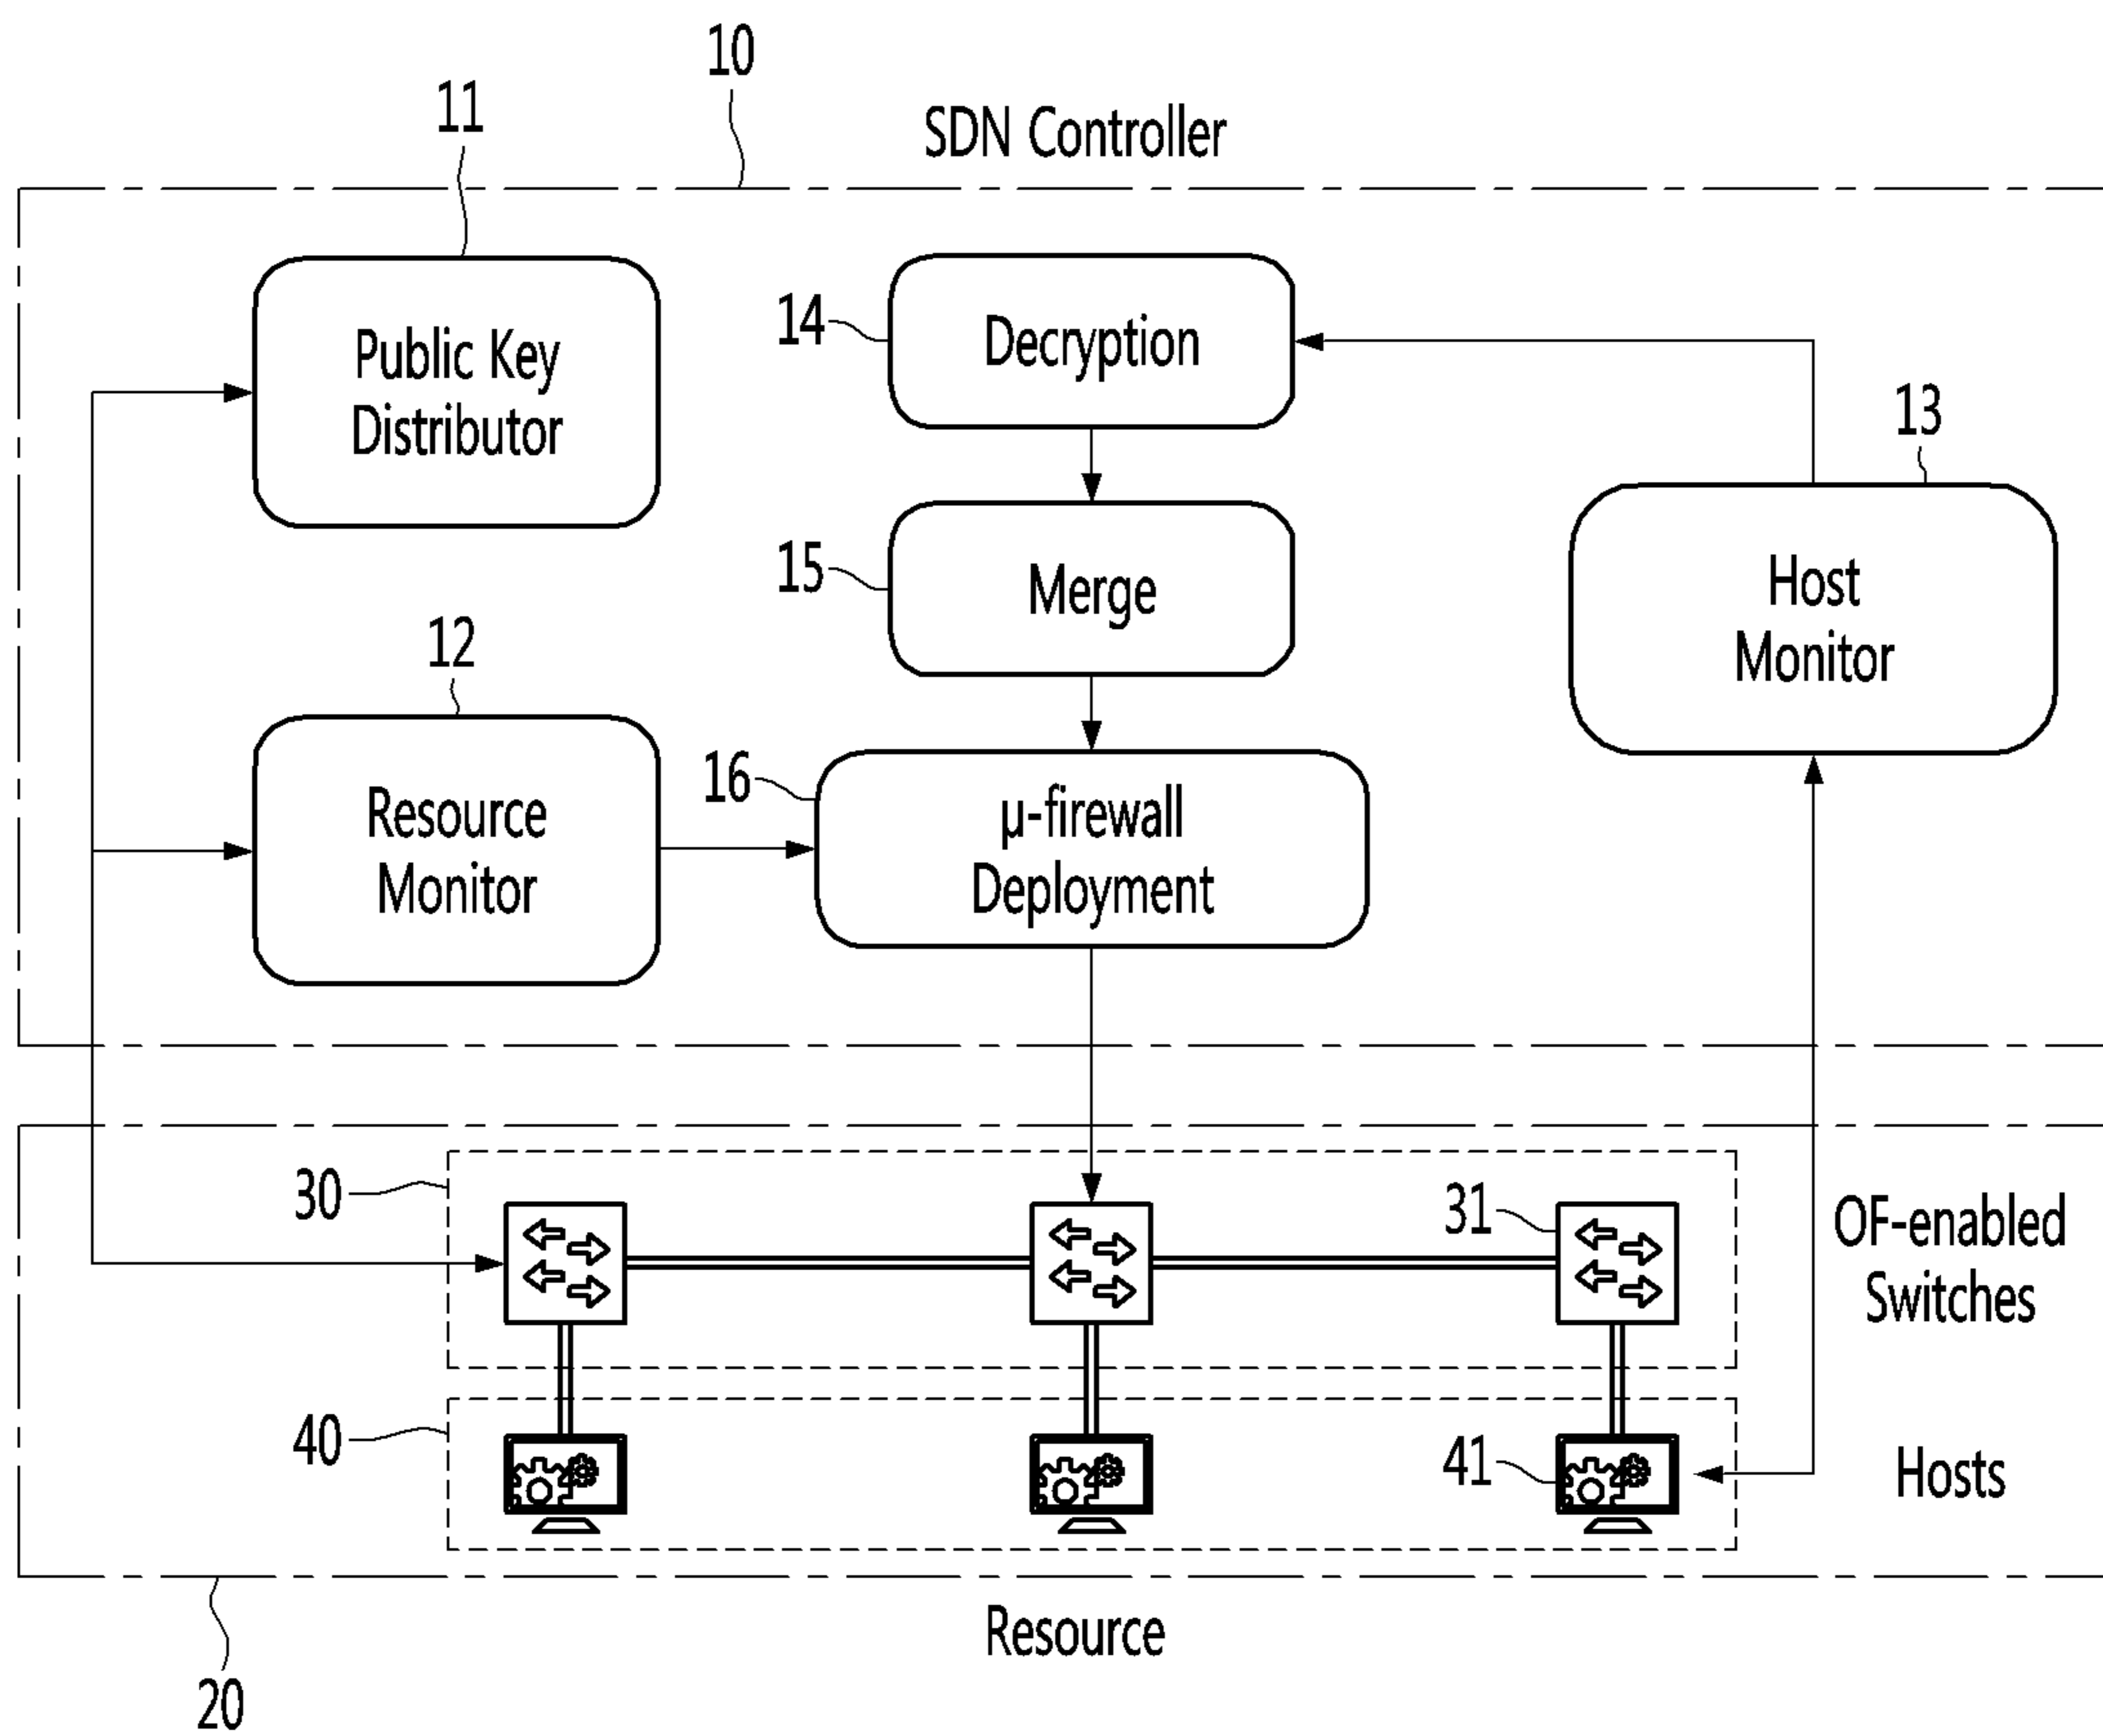 10
SDN Controller
11
Public Key
Distributor
14
Decryption
13
Host
Monitor
15
Merge
12
Resource
Monitor
16
µ-firewall
Deployment
30
31
OF-enabled
Switches
40
41
Hosts
Resource
20